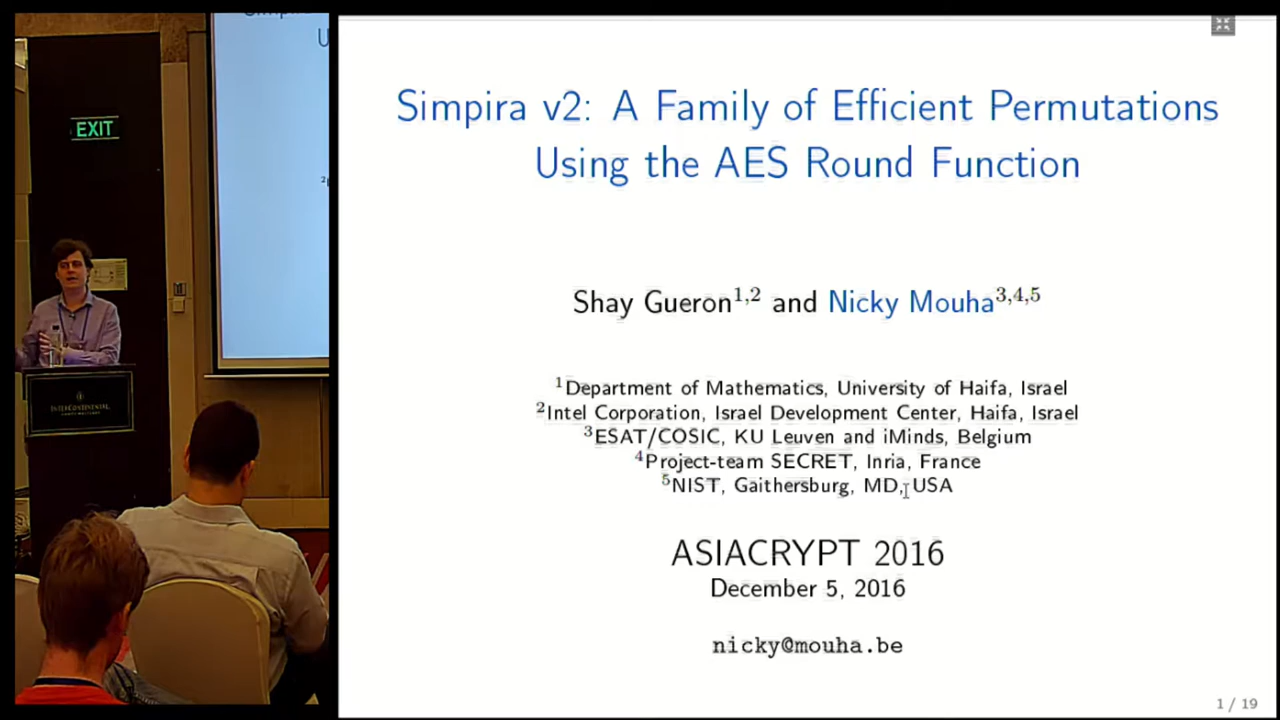 EXIT
INTERCONTINENTAL
Simpira v2: A Family of Efficient Permutations
Using the AES Round Function
Shay Gueron1,2 and Nicky Mouha3,4,5
1Department of Mathematics, University of Haifa, Israel
2Intel Corporation, Israel Development Center, Haifa, Israel
3ESAT/COSIC, KU Leuven and iMinds, Belgium
4Project-team SECRET, Inria, France
5NIST, Gaithersburg, MD, USA
ASIACRYPT 2016
December 5, 2016
nicky@mouha.be
1 / 19